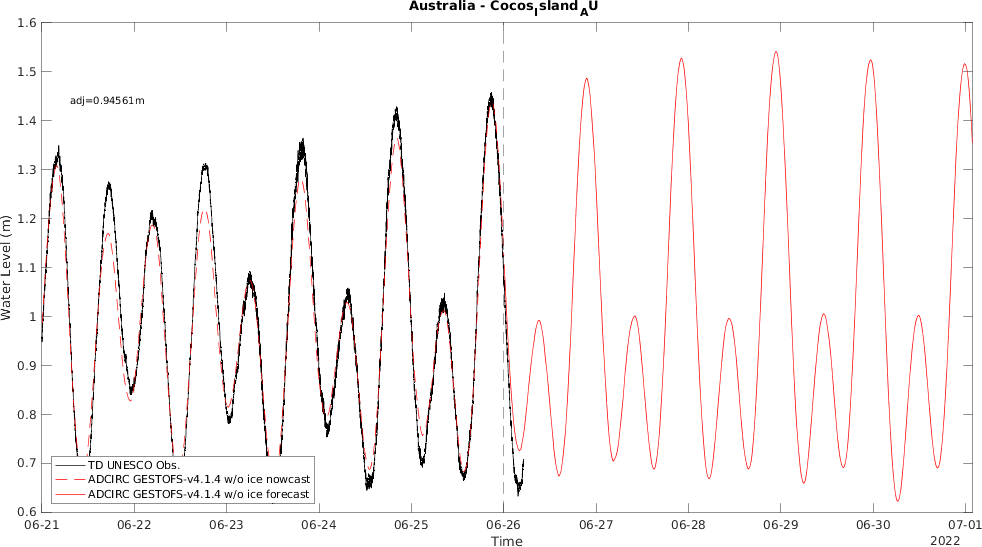 Australia - Cocos_Island_AU
1.6
1.5
1.4
1.3
1.2
1.1
1
0.9
0.8
0.7
0.6
Water Level (m)
adj=0.94561m
TD UNESCO Obs.
ADCIRC GESTOFS-v4.1.4 w/o ice nowcast
ADCIRC GESTOFS-v4.1.4 w/o ice forecast
06-21 06-22 06-23 06-24 06-25 06-26 06-27 06-28 06-29 06-30 07-01
Time
2022